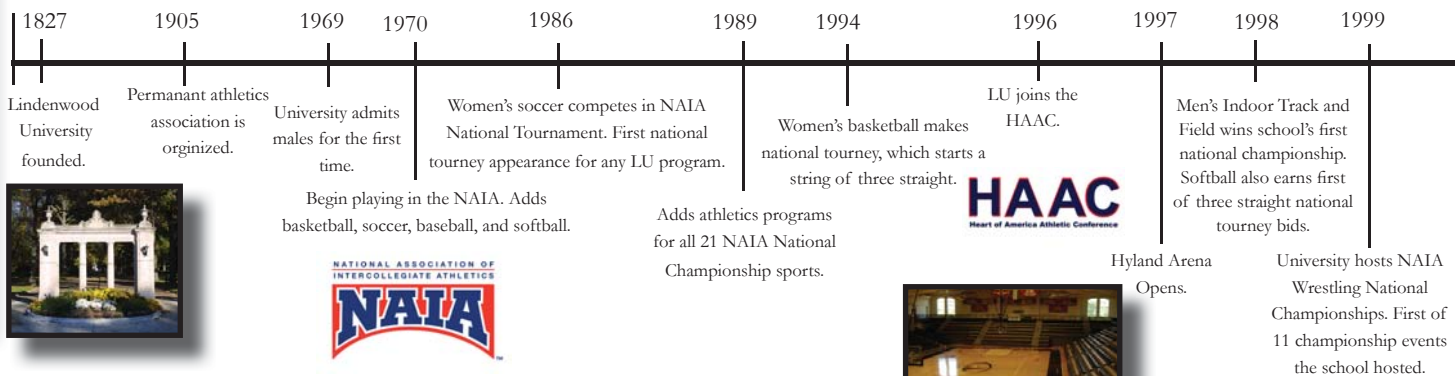 1827
Lindenwood
University
founded.
1905
Permanant athletics
association is
orginized.
1969
University admits
males for the first
time.
1970
Begin playing in the NAIA. Adds
basketball, soccer, baseball, and softball.
NATIONAL ASSOCIATION OF
INTERCOLLEGIATE ATHLETICS
NAIA
TM
1986
Women's soccer competes in NAIA
National Tournament. First national
tourney appearance for any LU program.
1989
Adds athletics programs
for all 21 NAIA National
Championship sports.
1994
Women's basketball makes
national tourney, which starts a
string of three straight.
1996
LU joins the
HAAC.
HAAC
Heart of America Athletic Conference
1997
Hyland Arena
Opens.
1998
Men's Indoor Track and
Field wins school's first
national championship.
Softball also earns first
of three straight national
tourney bids.
1999
University hosts NAIA
Wrestling National
Championships. First of
11 championship events
the school hosted.